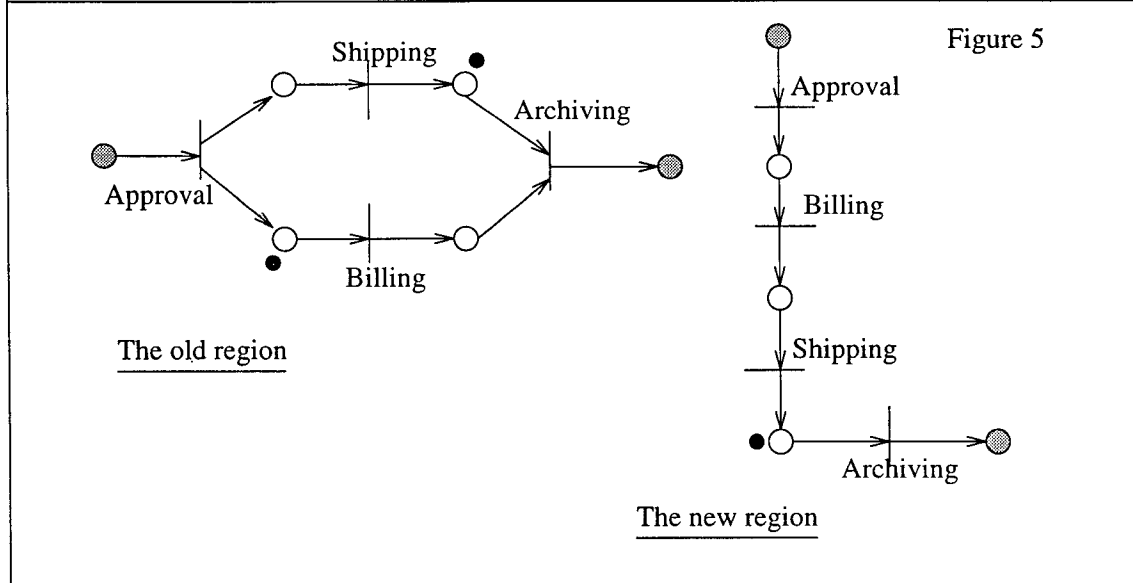 Figure 5
Shipping
Archiving
Approval
Billing
The old region
Approval
Billing
Shipping
Archiving
The new region